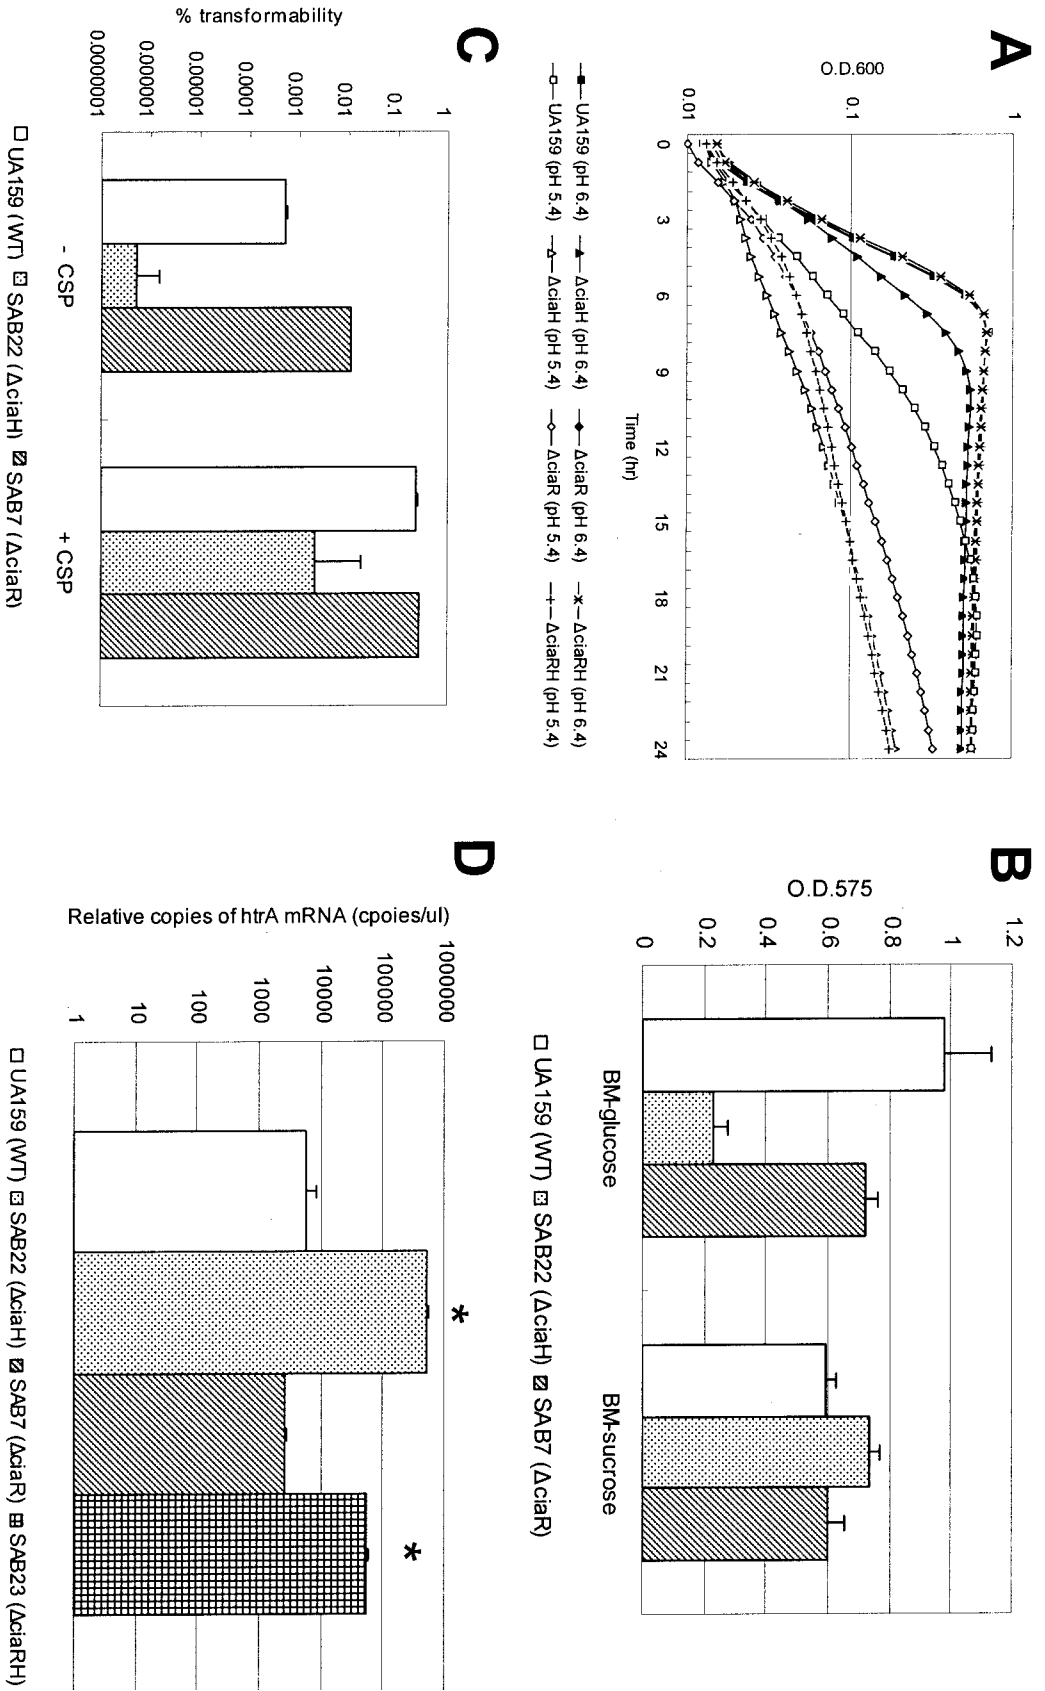 A
O.D.600
1
0.1
0.01
0 3 6 9 12 15 18 21 24
Time (hr)
UA159 (pH 6.4) ΔciaH (pH 6.4) ΔciaR (pH 6.4) ΔciaRH (pH 6.4)
UA159 (pH 5.4) ΔciaH (pH 5.4) ΔciaR (pH 5.4) ΔciaRH (pH 5.4)
B
O.D.575
1.2
1
0.8
0.6
0.4
0.2
0
BM-glucose BM-sucrose
UA159 (WT) SAB22 (ΔciaH) SAB7 (ΔciaR)
C
% transformability
1
0.1
0.01
0.001
0.0001
0.00001
0.000001
0.0000001
- CSP + CSP
UA159 (WT) SAB22 (ΔciaH) SAB7 (ΔciaR)
D
Relative copies of htrA mRNA (cpoies/ul)
1000000
100000
10000
1000
100
10
1
* *
UA159 (WT) SAB22 (ΔciaH) SAB7 (ΔciaR) SAB23 (ΔciaRH)